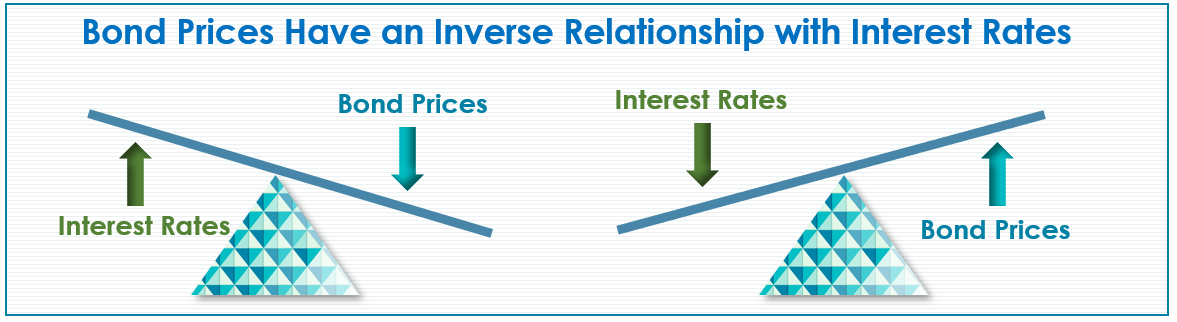 Bond Prices Have an Inverse Relationship with Interest Rates
Bond Prices
Interest Rates
Interest Rates
Bond Prices